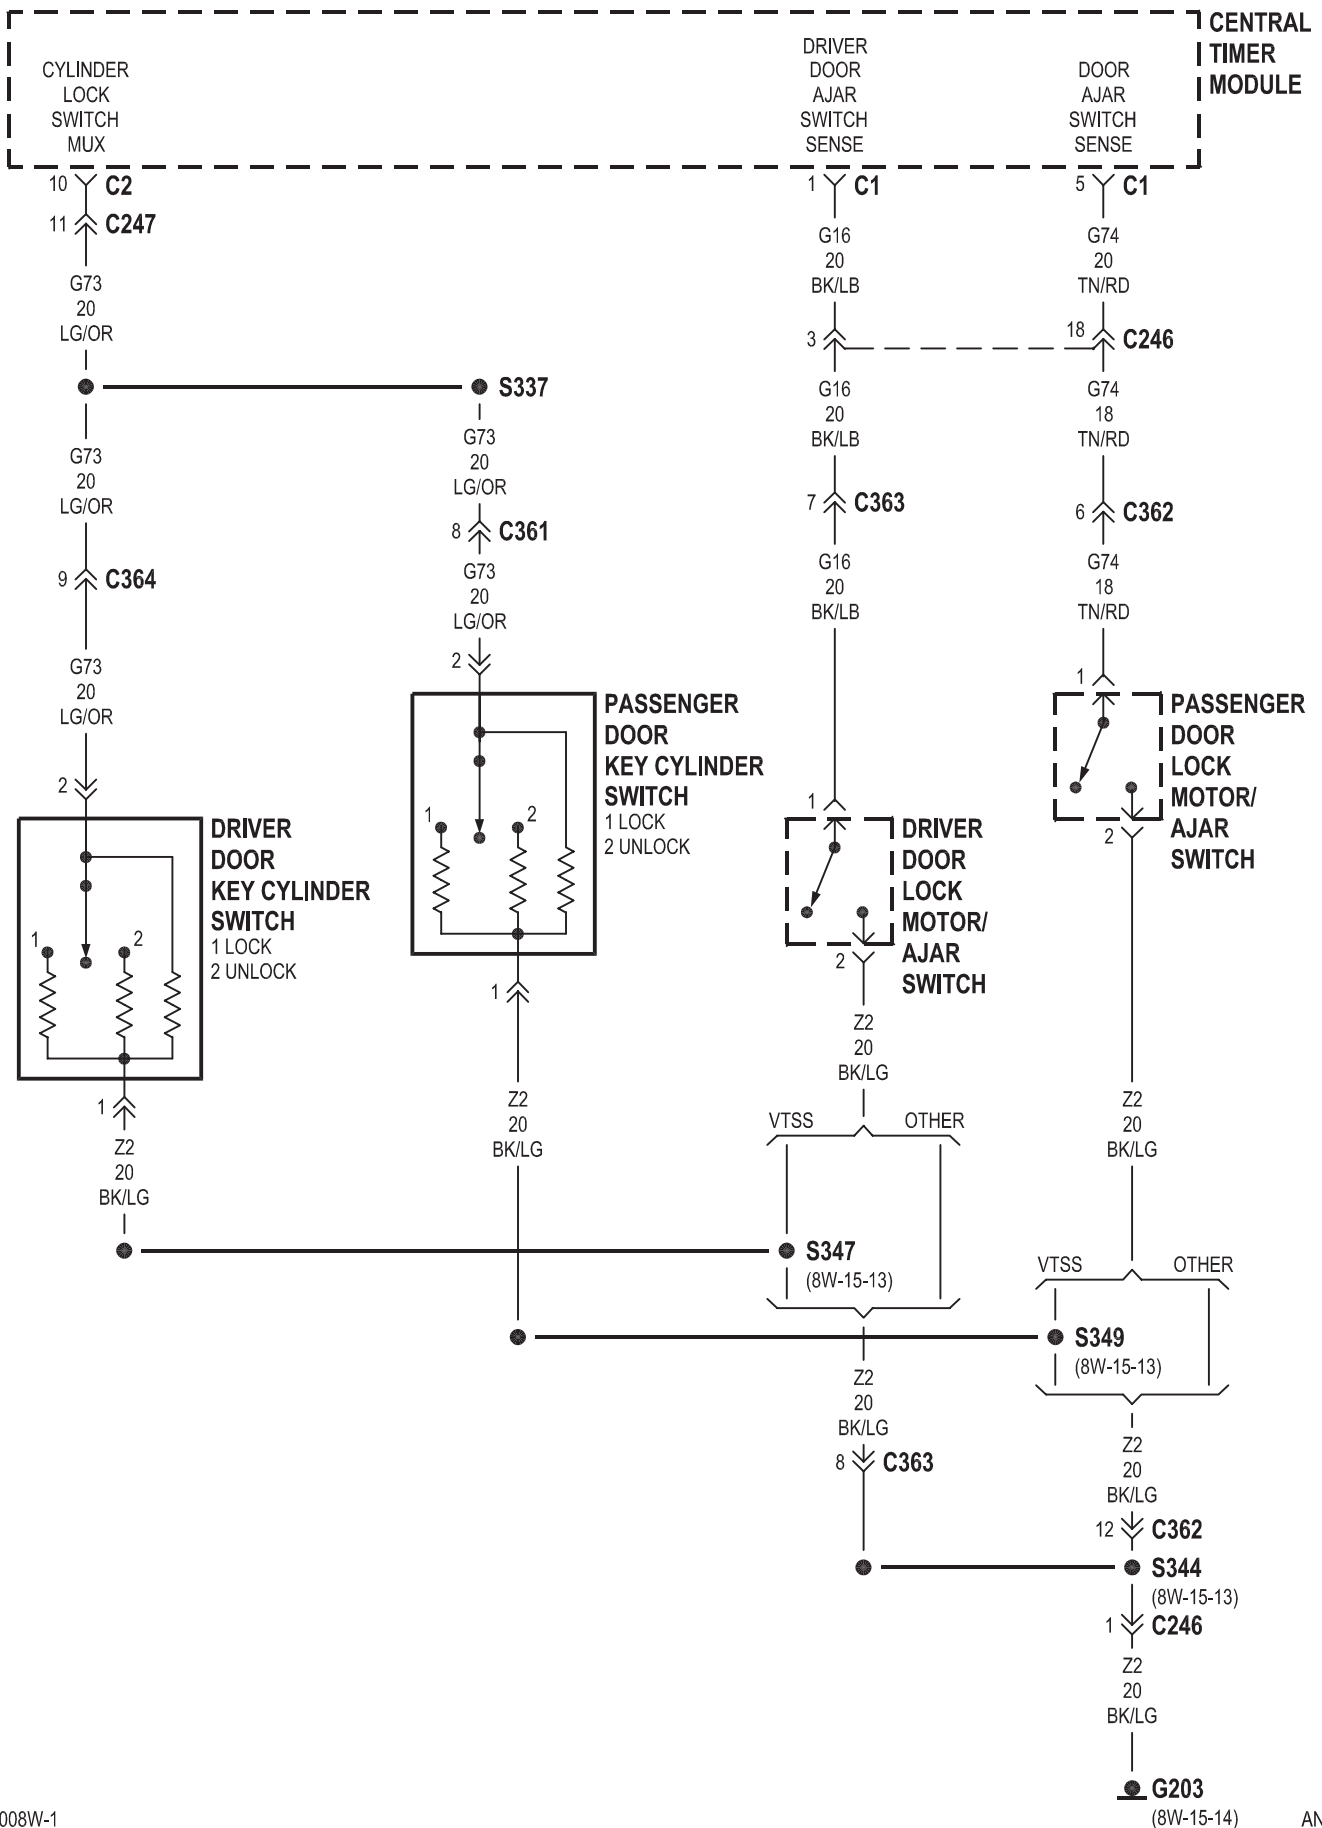 CENTRAL
TIMER
MODULE
CYLINDER
LOCK
SWITCH
MUX
DRIVER
DOOR
AJAR
SWITCH
SENSE
DOOR
AJAR
SWITCH
SENSE
10 C2
1 C1
5 C1
11 C247
G73
20
LG/OR
G16
20
BK/LB
G74
20
TN/RD
3
18 C246
S337
G73
20
LG/OR
G73
20
LG/OR
G16
20
BK/LB
G74
18
TN/RD
7 C363
6 C362
8 C361
9 C364
G73
20
LG/OR
G16
20
BK/LB
G74
18
TN/RD
G73
20
LG/OR
2
1
2
PASSENGER
DOOR
KEY CYLINDER
SWITCH
1 LOCK
2 UNLOCK
1
2
PASSENGER
DOOR
LOCK
MOTOR/
AJAR
SWITCH
2
1
DRIVER
DOOR
KEY CYLINDER
SWITCH
1 LOCK
2 UNLOCK
1
2
DRIVER
DOOR
LOCK
MOTOR/
AJAR
SWITCH
2
1
1
Z2
20
BK/LG
Z2
20
BK/LG
Z2
20
BK/LG
Z2
20
BK/LG
VTSS OTHER
S347
(8W-15-13)
VTSS OTHER
S349
(8W-15-13)
Z2
20
BK/LG
8 C363
Z2
20
BK/LG
12 C362
S344
(8W-15-13)
1 C246
Z2
20
BK/LG
G203
(8W-15-14)
008W-1
AN